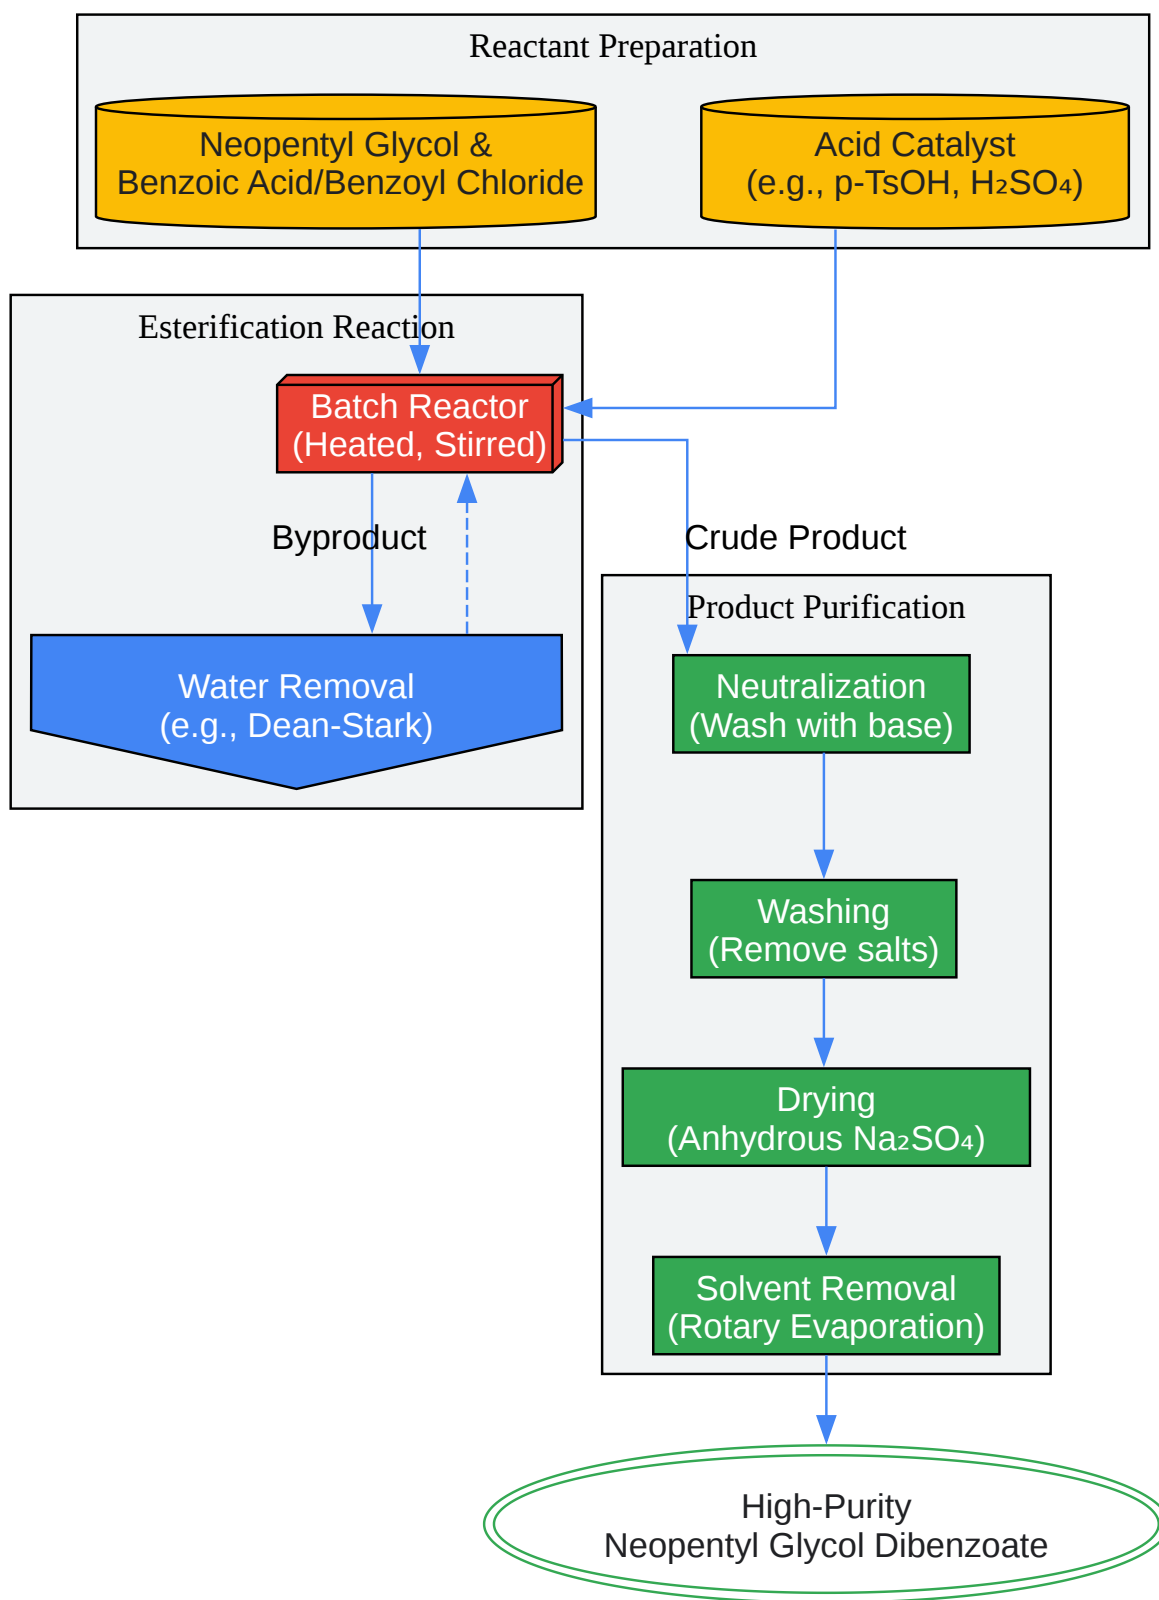 Reactant Preparation
Neopentyl Glycol &
Benzoic Acid/Benzoyl Chloride
Acid Catalyst
(e.g., p-TsOH, H₂SO₄)
Esterification Reaction
Batch Reactor
(Heated, Stirred)
Byproduct
Crude Product
Water Removal
(e.g., Dean-Stark)
Product Purification
Neutralization
(Wash with base)
Washing
(Remove salts)
Drying
(Anhydrous Na₂SO₄)
Solvent Removal
(Rotary Evaporation)
High-Purity
Neopentyl Glycol Dibenzoate